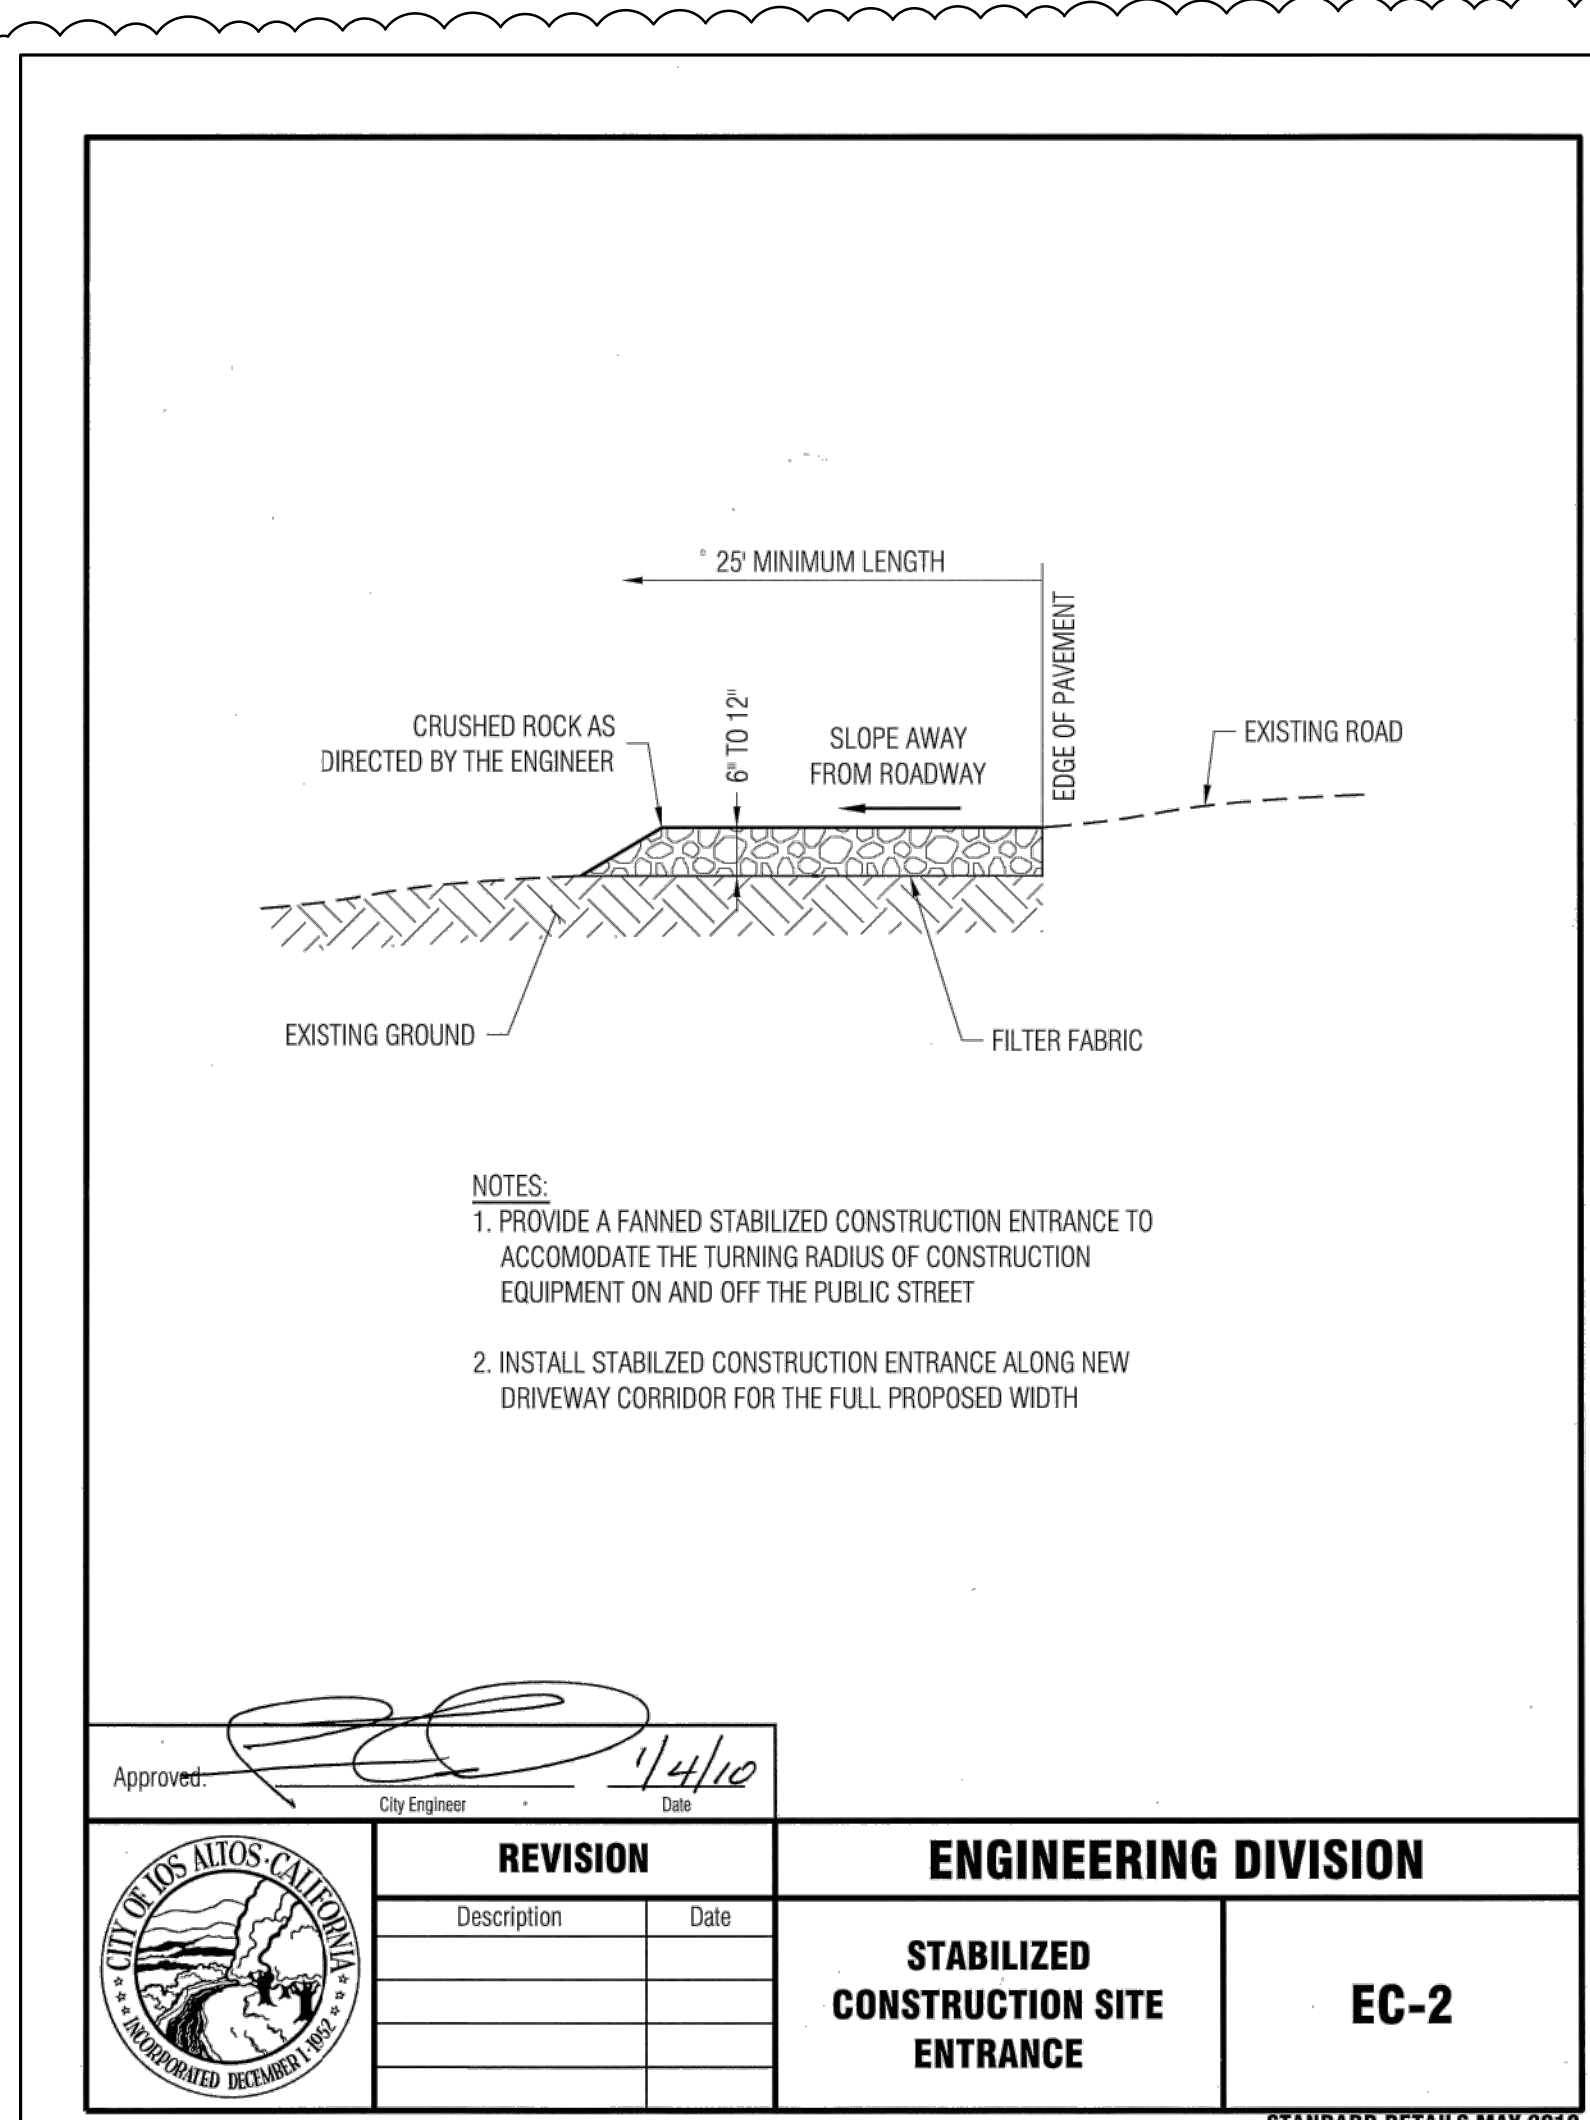 25' MINIMUM LENGTH
EDGE OF PAVEMENT
CRUSHED ROCK AS
DIRECTED BY THE ENGINEER
6" TO 12"
SLOPE AWAY
FROM ROADWAY
EXISTING ROAD
EXISTING GROUND
FILTER FABRIC
NOTES:
1. PROVIDE A FANNED STABILIZED CONSTRUCTION ENTRANCE TO
ACCOMODATE THE TURNING RADIUS OF CONSTRUCTION
EQUIPMENT ON AND OFF THE PUBLIC STREET
2. INSTALL STABILZED CONSTRUCTION ENTRANCE ALONG NEW
DRIVEWAY CORRIDOR FOR THE FULL PROPOSED WIDTH
Approved:
1/4/10
City Engineer
Date
CITY OF LOS ALTOS · CALIFORNIA
INCORPORATED DECEMBER 1 · 1952
REVISION
Description
Date
ENGINEERING DIVISION
STABILIZED
CONSTRUCTION SITE
ENTRANCE
EC-2
STANDARD DETAILS MAY